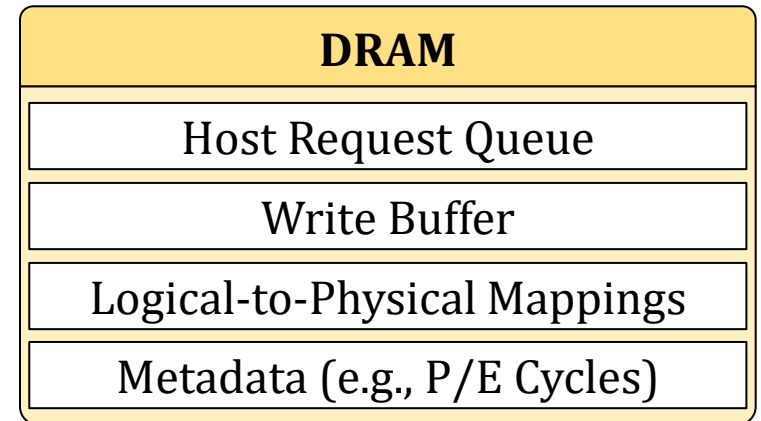 DRAM
Host Request Queue
Write Buffer
Logical-to-Physical Mappings
Metadata (e.g., P/E Cycles)